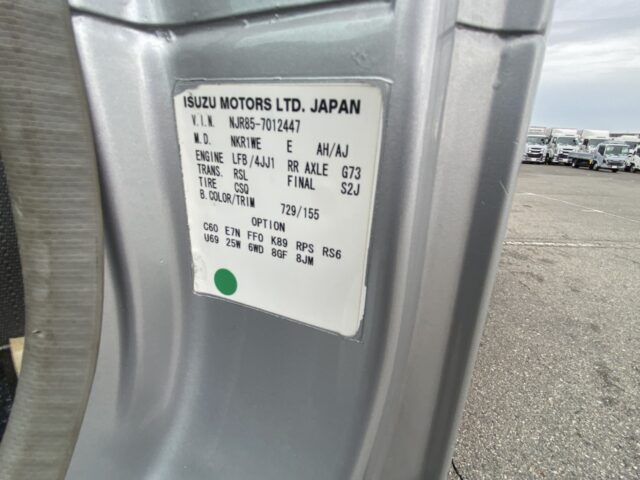 ISUZU MOTORS LTD. JAPAN
V.I.N. NJR85-7012447
M.D. NKR1WE E AH/AJ
ENGINE LFB/4JJ1 RR AXLE G73
TRANS. RSL FINAL S2J
TIRE CSQ
B.COLOR/TRIM 729/155
OPTION
C60 E7N FFO K89 RPS RS6
U69 25W 6WD 8GF 8JM